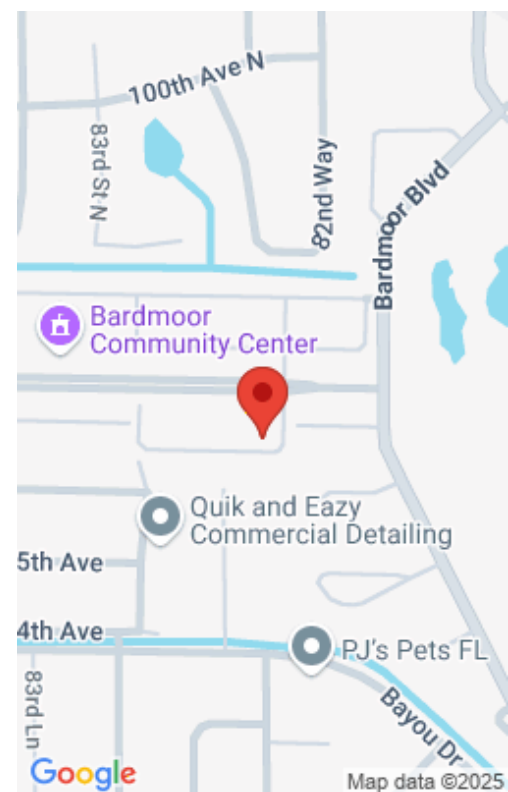 100th Ave N
83rd St N
82nd Way
Bardmoor Blvd
Bardmoor
Community Center
Quik and Eazy
Commercial Detailing
5th Ave
4th Ave
PJ's Pets FL
83rd Ln
Bayou Dr
Google
Map data ©2025